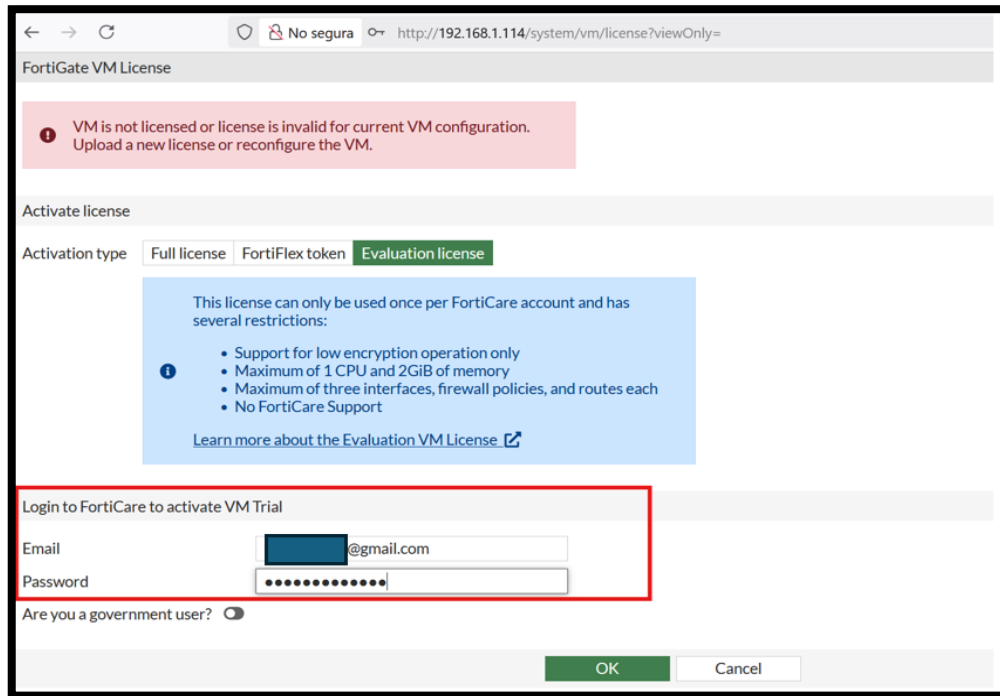 No segura http://192.168.1.114/system/vm/license?viewOnly=
FortiGate VM License
VM is not licensed or license is invalid for current VM configuration.
Upload a new license or reconfigure the VM.
Activate license
Activation type Full license FortiFlex token Evaluation license
This license can only be used once per FortiCare account and has
several restrictions:
• Support for low encryption operation only
• Maximum of 1 CPU and 2GiB of memory
• Maximum of three interfaces, firewall policies, and routes each
• No FortiCare Support
Learn more about the Evaluation VM License
Login to FortiCare to activate VM Trial
Email @gmail.com
Password •••••••••••••
Are you a government user?
OK Cancel